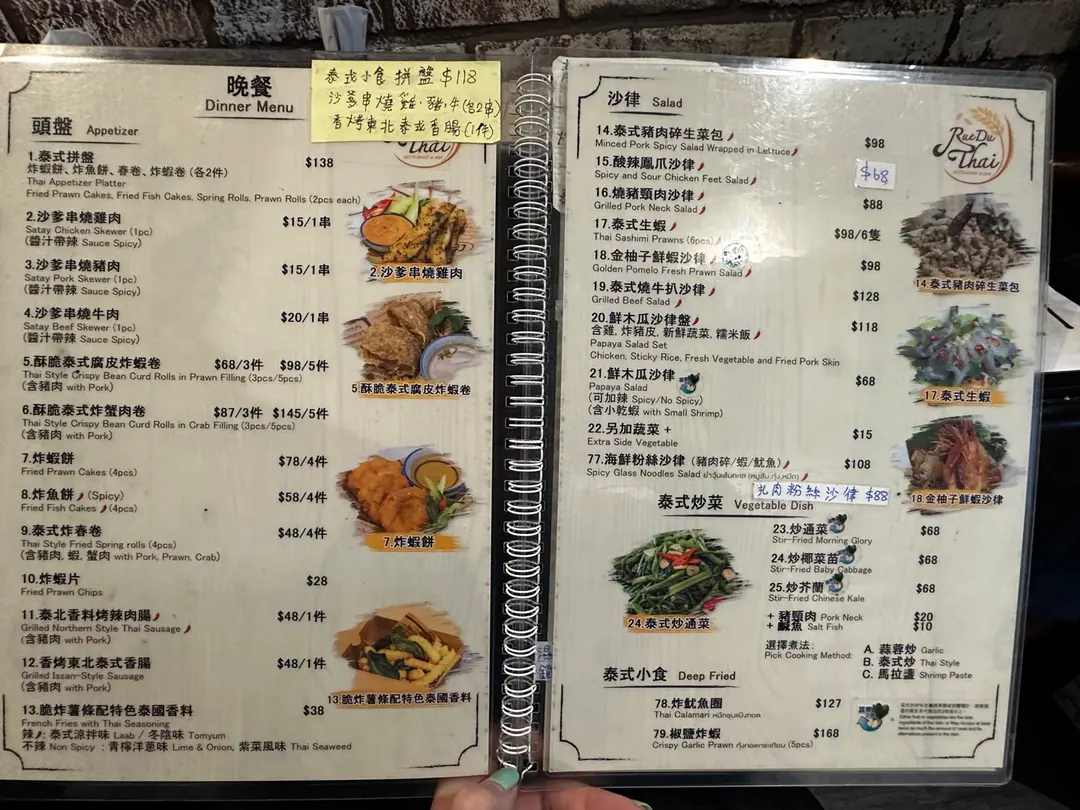 晚餐
Dinner Menu
泰式小食拼盤 $118
沙爹串燒雞,豬,牛(各2串)
香烤東北泰式香腸(1件)
頭盤 Appetizer
1.泰式拼盤 $138
炸蝦餅、炸魚餅、春卷、炸蝦卷 (各2件)
Thai Appetizer Platter
Fried Prawn Cakes, Fried Fish Cakes, Spring Rolls, Prawn Rolls (2pcs each)
2.沙爹串燒雞肉 $15/1串
Satay Chicken Skewer (1pc)
(醬汁帶辣 Sauce Spicy)
2.沙爹串燒雞肉
3.沙爹串燒豬肉 $15/1串
Satay Pork Skewer (1pc)
(醬汁帶辣 Sauce Spicy)
4.沙爹串燒牛肉 $20/1串
Satay Beef Skewer (1pc)
(醬汁帶辣 Sauce Spicy)
5.酥脆泰式腐皮炸蝦卷 $68/3件 $98/5件
Thai Style Crispy Bean Curd Rolls in Prawn Filling (3pcs/5pcs)
(含豬肉 with Pork)
5.酥脆泰式腐皮炸蝦卷
6.酥脆泰式炸蟹肉卷 $87/3件 $145/5件
Thai Style Crispy Bean Curd Rolls in Crab Filling (3pcs/5pcs)
(含豬肉 with Pork)
7.炸蝦餅 $78/4件
Fried Prawn Cakes (4pcs)
8.炸魚餅 (Spicy) $58/4件
Fried Fish Cakes (4pcs)
9.泰式炸春卷 $48/4件
Thai Style Fried Spring rolls (4pcs)
(含豬肉, 蝦, 蟹肉 with Pork, Prawn, Crab)
7.炸蝦餅
10.炸蝦片 $28
Fried Prawn Chips
11.泰北香料烤辣肉腸 $48/1件
Grilled Northern Style Thai Sausage
(含豬肉 with Pork)
12.香烤東北泰式香腸 $48/1件
Grilled Issan-Style Sausage
(含豬肉 with Pork)
13.脆炸薯條配特色泰國香料
13.脆炸薯條配特色泰國香料 $38
French Fries with Thai Seasoning
辣: 泰式涼拌味 Laab / 冬陰味 Tomyum
不辣 Non Spicy : 青檸洋蔥味 Lime & Onion, 紫菜風味 Thai Seaweed
沙律 Salad
Rue Du
Thai
RESTAURANT & BAR
14.泰式豬肉碎生菜包 $98
Minced Pork Spicy Salad Wrapped in Lettuce
15.酸辣鳳爪沙律 $68
Spicy and Sour Chicken Feet Salad
16.燒豬頸肉沙律 $88
Grilled Pork Neck Salad
17.泰式生蝦 $98/6隻
Thai Sashimi Prawns (6pcs)
18.金柚子鮮蝦沙律 $98
Golden Pomelo Fresh Prawn Salad
14.泰式豬肉碎生菜包
19.泰式燒牛扒沙律 $128
Grilled Beef Salad
20.鮮木瓜沙律盤 $118
含雞, 炸豬皮, 新鮮蔬菜, 糯米飯
Papaya Salad Set
Chicken, Sticky Rice, Fresh Vegetable and Fried Pork Skin
21.鮮木瓜沙律 $68
Papaya Salad
(可加辣 Spicy/No Spicy)
(含小乾蝦 with Small Shrimp)
17.泰式生蝦
22.另加蔬菜 + $15
Extra Side Vegetable
77.海鮮粉絲沙律 (豬肉碎/蝦/魷魚) $108
Spicy Glass Noodles Salad
扎肉粉絲沙律 $88
18.金柚子鮮蝦沙律
泰式炒菜 Vegetable Dish
23.炒通菜 $68
Stir-Fried Morning Glory
24.炒椰菜苗 $68
Stir-Fried Baby Cabbage
25.炒芥蘭 $68
Stir-Fried Chinese Kale
+ 豬頸肉 Pork Neck $20
+ 鹹魚 Salt Fish $10
24.泰式炒通菜
選擇煮法:
Pick Cooking Method:
A. 蒜蓉炒 Garlic
B. 泰式炒 Thai Style
C. 馬拉盞 Shrimp Paste
泰式小食 Deep Fried
78.炸魷魚圈 $127
Thai Calamari หมึกชุบแป้งทอด
79.椒鹽炸蝦 $168
Crispy Garlic Prawn กุ้งทอดกระเทียม (5pcs)